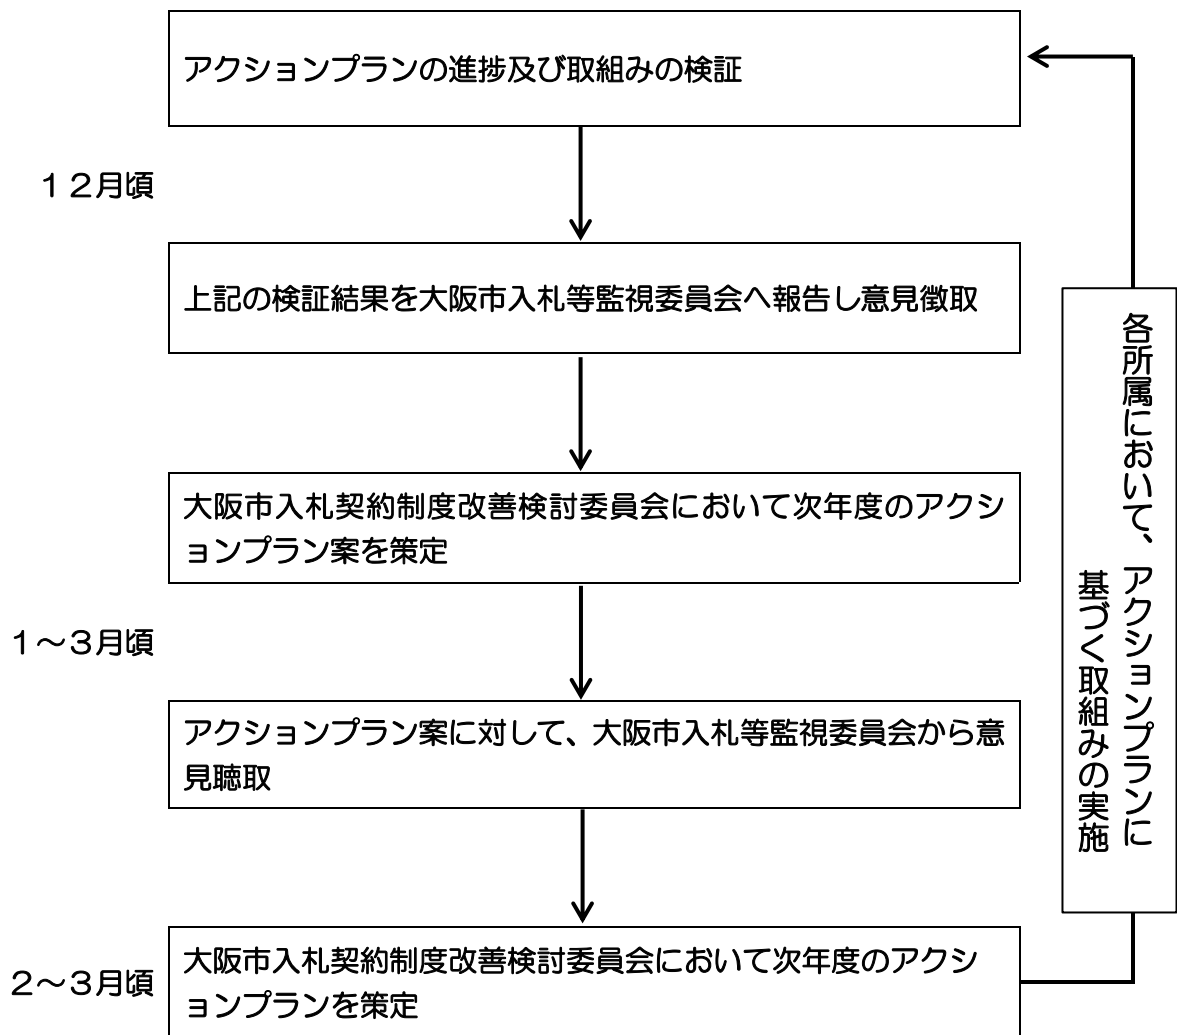 アクションプランの進捗及び取組みの検証
１２月頃
上記の検証結果を大阪市入札等監視委員会へ報告し意見徴取
大阪市入札契約制度改善検討委員会において次年度のアクシ
ョンプラン案を策定
１～３月頃
アクションプラン案に対して、大阪市入札等監視委員会から意
見聴取
２～３月頃
大阪市入札契約制度改善検討委員会において次年度のアクシ
ョンプランを策定
各所属において、アクションプランに
基づく取組みの実施